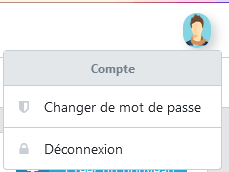 Compte
Changer de mot de passe
Déconnexion